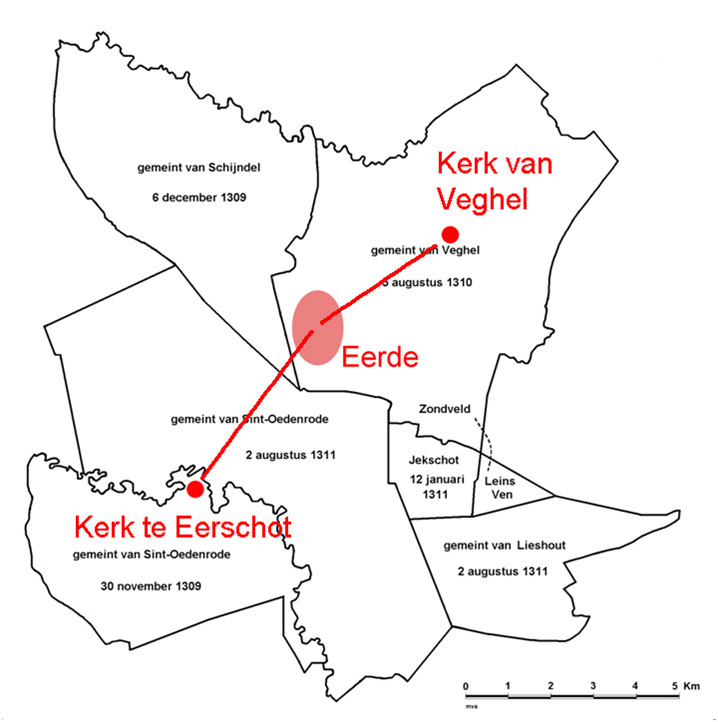 gemeint van Schijndel
6 december 1309
Kerk van
Veghel
gemeint van Veghel
5 augustus 1310
Eerde
Zondveld
gemeint van Sint-Oedenrode
2 augustus 1311
Jekschot
12 januari
1311
Leins
Ven
Kerk te Eerschot
gemeint van Sint-Oedenrode
30 november 1309
gemeint van Lieshout
2 augustus 1311
0 1 2 3 4 5 Km
mva